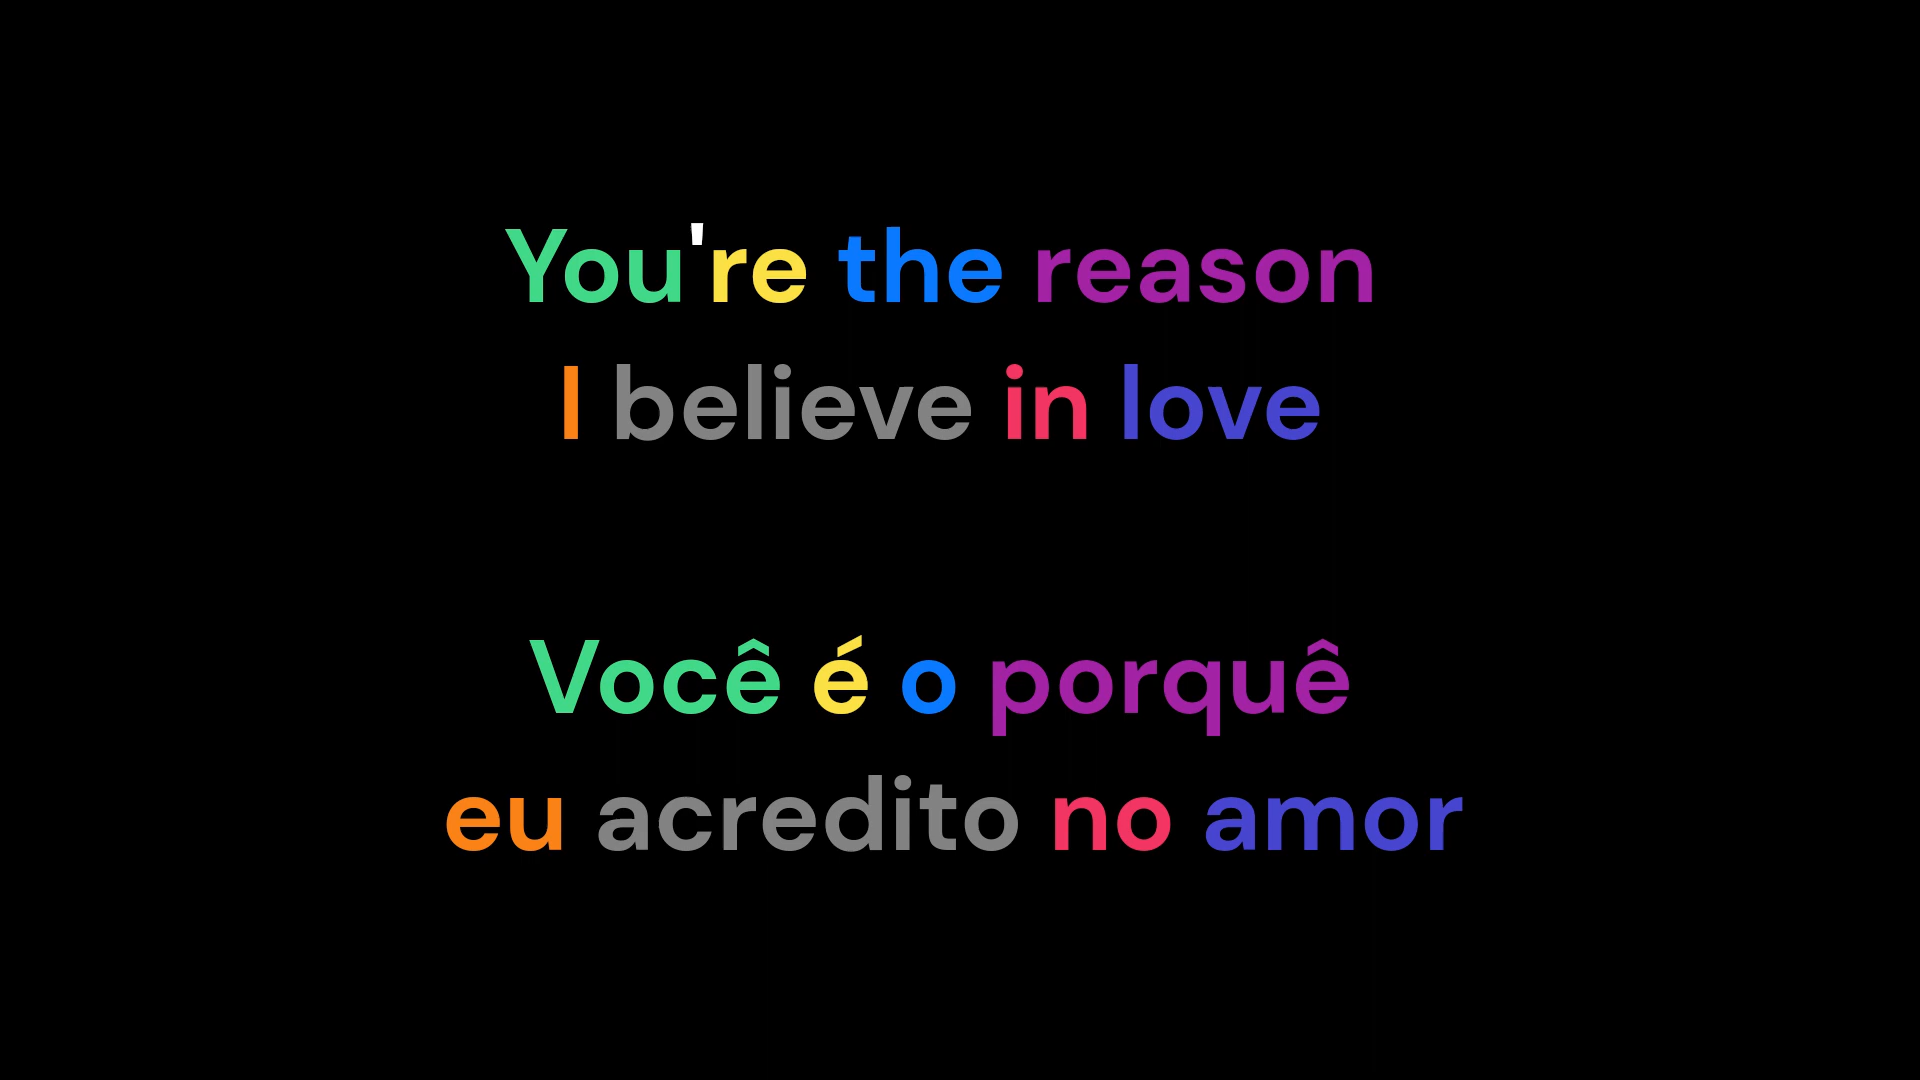 You're the reason
I believe in love
Você é o porquê
eu acredito no amor